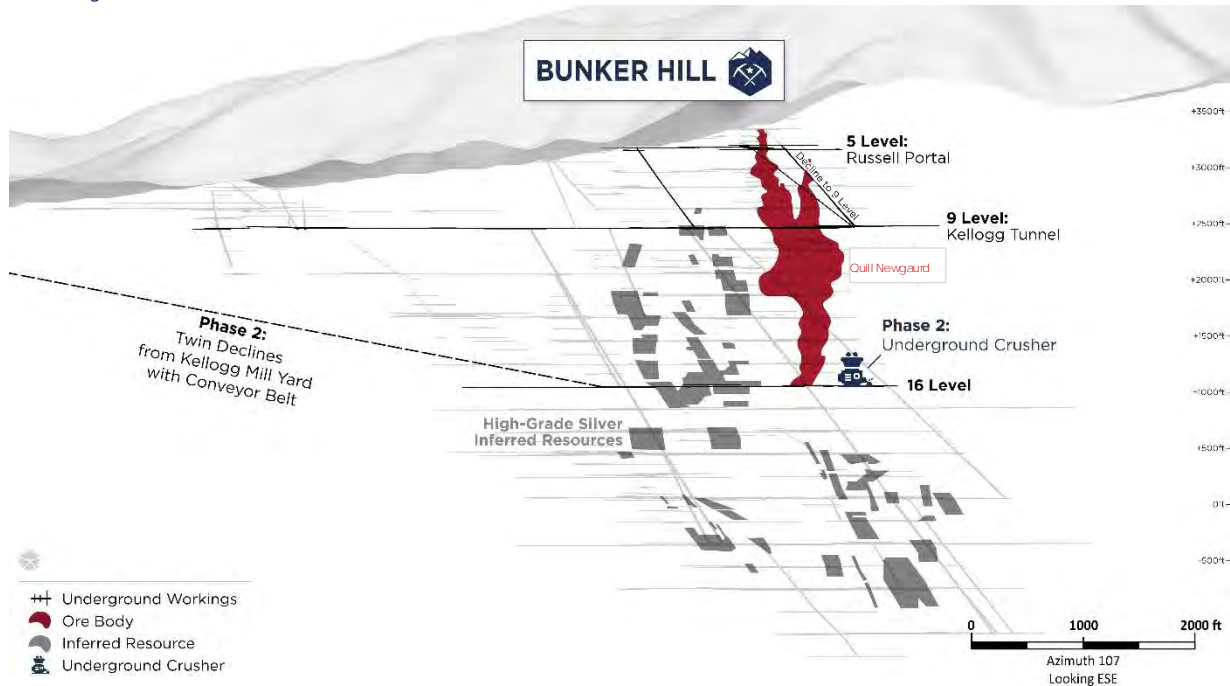 BUNKER HILL
+3500ft
5 Level:
Russell Portal
+3000ft
Decline to 9 Level
9 Level:
Kellogg Tunnel
+2500ft
Quill Newgaurd
+2000ft
Phase 2:
Twin Declines
from Kellogg Mill Yard
with Conveyor Belt
Phase 2:
Underground Crusher
+1500ft
16 Level
+1000ft
High-Grade Silver
Inferred Resources
+500ft
0ft
-500ft
Underground Workings
Ore Body
Inferred Resource
Underground Crusher
0 1000 2000 ft
Azimuth 107
Looking ESE